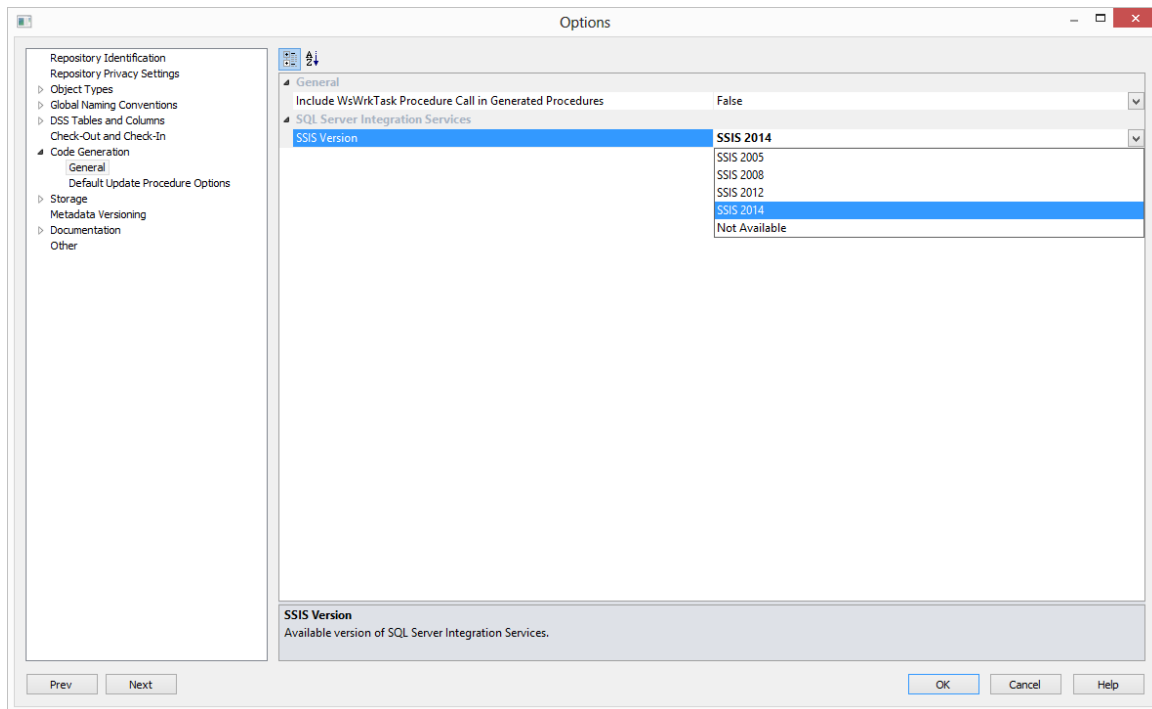 Options
Repository Identification
Repository Privacy Settings
Object Types
Global Naming Conventions
DSS Tables and Columns
Check-Out and Check-In
Code Generation
General
Default Update Procedure Options
Storage
Metadata Versioning
Documentation
Other
General
Include WsWrkTask Procedure Call in Generated Procedures False
SQL Server Integration Services
SSIS Version SSIS 2014
SSIS 2005
SSIS 2008
SSIS 2012
SSIS 2014
Not Available
SSIS Version
Available version of SQL Server Integration Services.
Prev Next OK Cancel Help